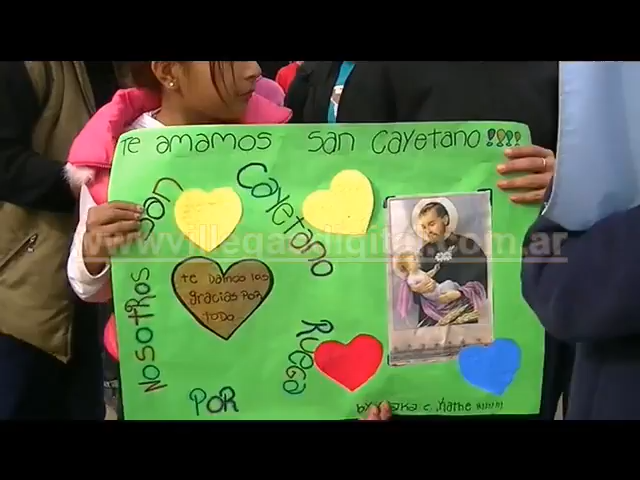 Te amamos San Cayetano !!!!
San
Cayetano
www.villegasdigital.com.ar
te Damos las
gracias Por
todo...
Nosotros
Ruega
Por
by